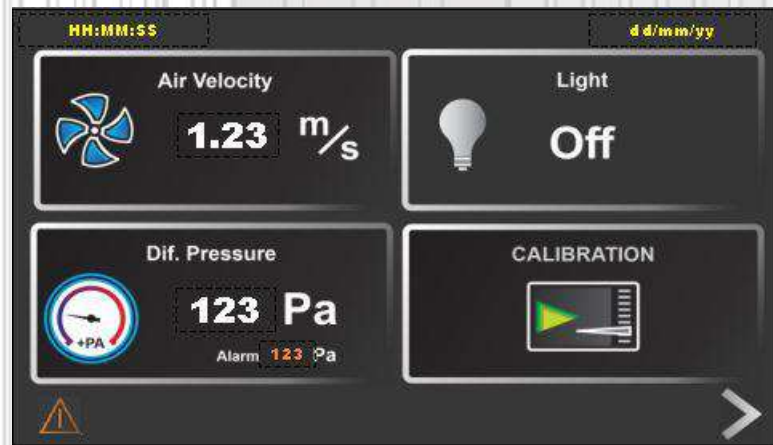 HH:MM:SS
dd/mm/yy
Air Velocity
1.23 m/s
Light
Off
Dif. Pressure
123 Pa
Alarm 123 Pa
+PA
CALIBRATION